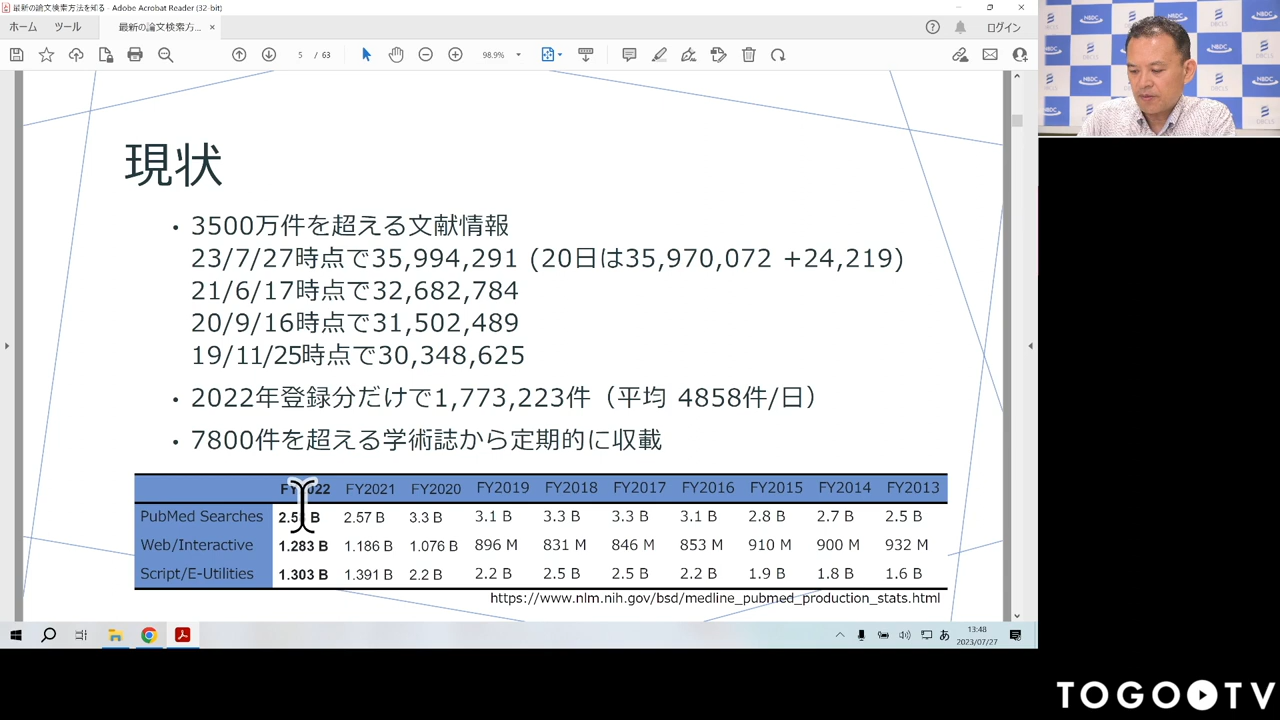 最新の論文検索方法を知る - Adobe Acrobat Reader (32-bit)
ホーム ツール 最新の論文検索方... × ログイン
5 / 63 98.9%
現状
• 3500万件を超える文献情報
23/7/27時点で35,994,291 (20日は35,970,072 +24,219)
21/6/17時点で32,682,784
20/9/16時点で31,502,489
19/11/25時点で30,348,625
• 2022年登録分だけで1,773,223件（平均 4858件/日）
• 7800件を超える学術誌から定期的に収載
FY2022 FY2021 FY2020 FY2019 FY2018 FY2017 FY2016 FY2015 FY2014 FY2013
PubMed Searches B 2.57 B 3.3 B 3.1 B 3.3 B 3.3 B 3.1 B 2.8 B 2.7 B 2.5 B
Web/Interactive 1.283 B 1.186 B 1.076 B 896 M 831 M 846 M 853 M 910 M 900 M 932 M
Script/E-Utilities 1.303 B 1.391 B 2.2 B 2.2 B 2.5 B 2.5 B 2.2 B 1.9 B 1.8 B 1.6 B
https://www.nlm.nih.gov/bsd/medline_pubmed_production_stats.html
あ 13:48
2023/07/27
NBDC
DBCLS
TOGO TV